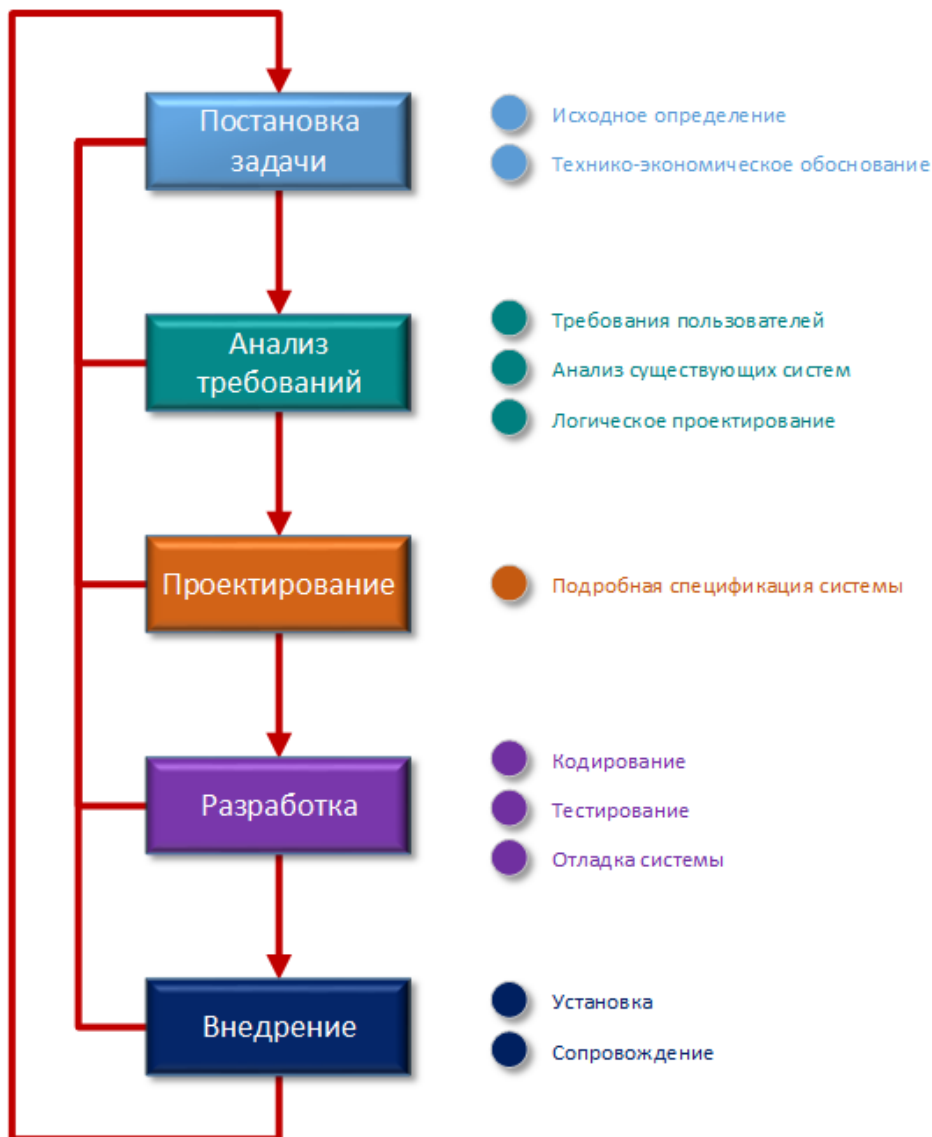 Постановка
задачи
Исходное определение
Технико-экономическое обоснование
Анализ
требований
Требования пользователей
Анализ существующих систем
Логическое проектирование
Проектирование
Подробная спецификация системы
Разработка
Кодирование
Тестирование
Отладка системы
Внедрение
Установка
Сопровождение